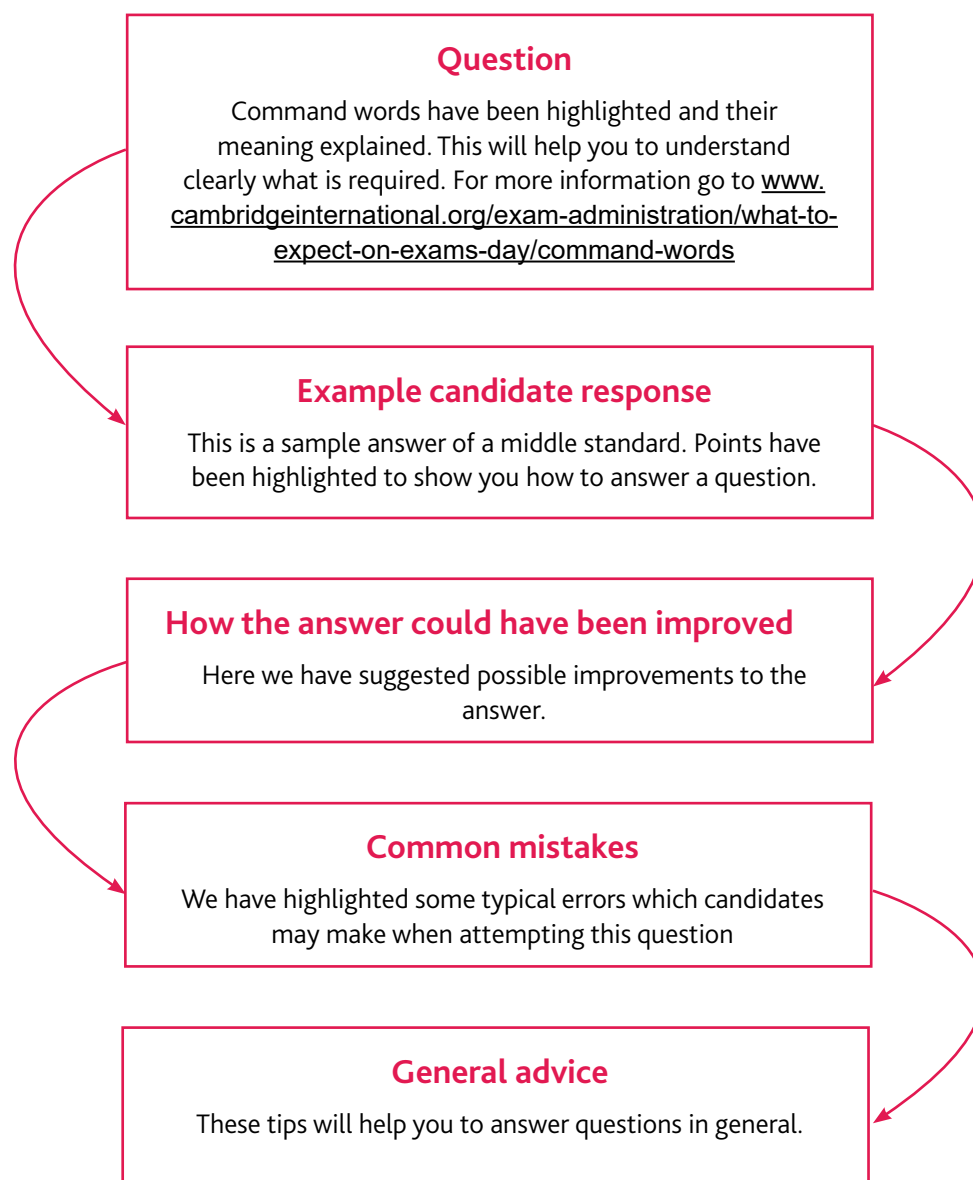 Question
Command words have been highlighted and their
meaning explained. This will help you to understand
clearly what is required. For more information go to www.
cambridgeinternational.org/exam-administration/what-to-
expect-on-exams-day/command-words
Example candidate response
This is a sample answer of a middle standard. Points have
been highlighted to show you how to answer a question.
How the answer could have been improved
Here we have suggested possible improvements to the
answer.
Common mistakes
We have highlighted some typical errors which candidates
may make when attempting this question
General advice
These tips will help you to answer questions in general.